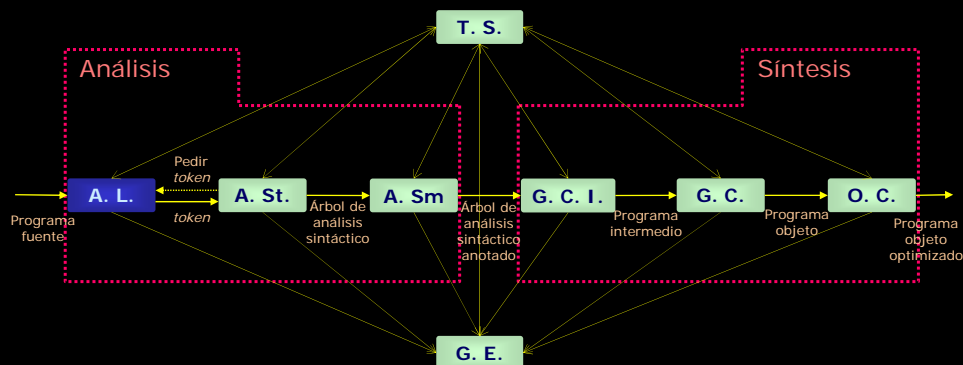 T. S.
Análisis
Síntesis
Pedir
token
A. L.
A. St.
A. Sm
G. C. I.
G. C.
O. C.
Programa
fuente
token
Árbol de
análisis
sintáctico
Árbol de
análisis
sintáctico
anotado
Programa
intermedio
Programa
objeto
Programa
objeto
optimizado
G. E.